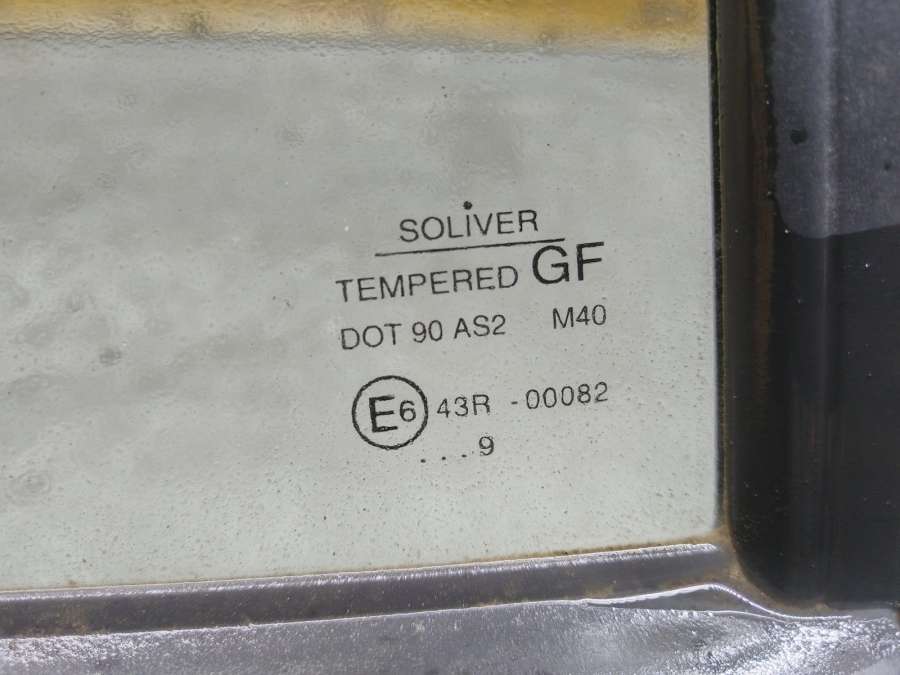 SOLIVER
TEMPERED GF
DOT 90 AS2 M40
E6 43R -00082
...9